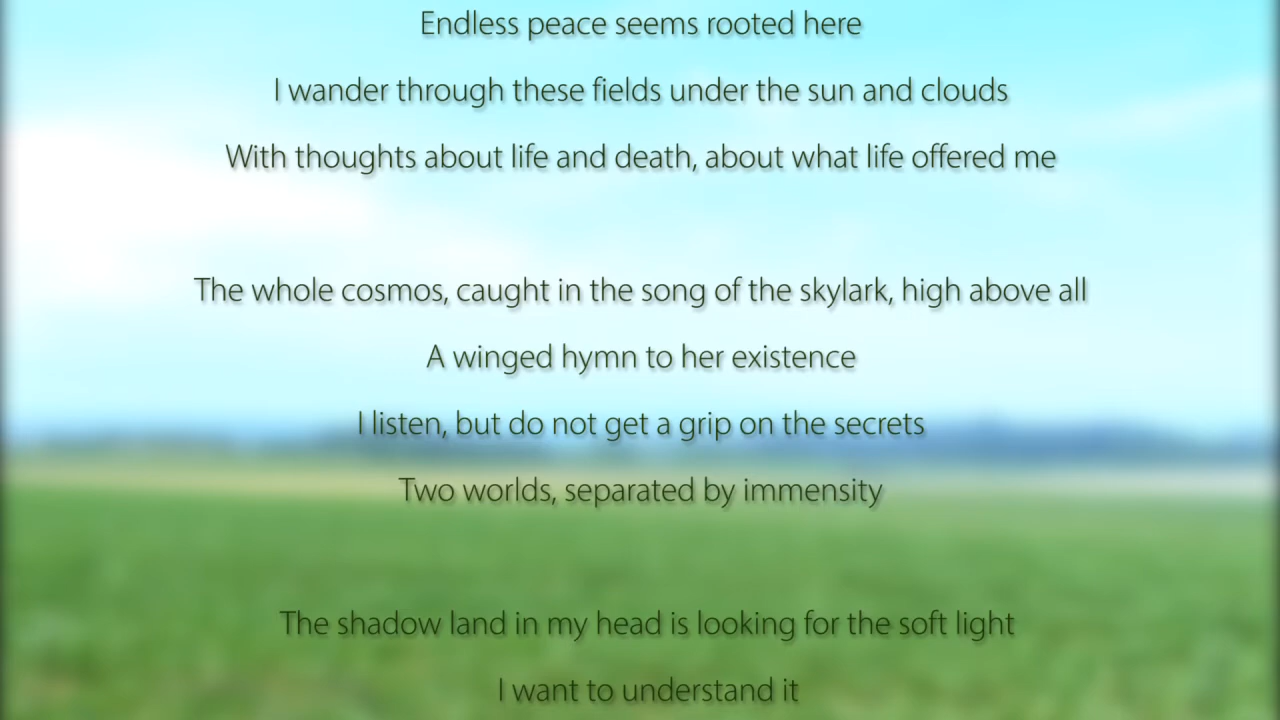 Endless peace seems rooted here
I wander through these fields under the sun and clouds
With thoughts about life and death, about what life offered me
The whole cosmos, caught in the song of the skylark, high above all
A winged hymn to her existence
I listen, but do not get a grip on the secrets
Two worlds, separated by immensity
The shadow land in my head is looking for the soft light
I want to understand it